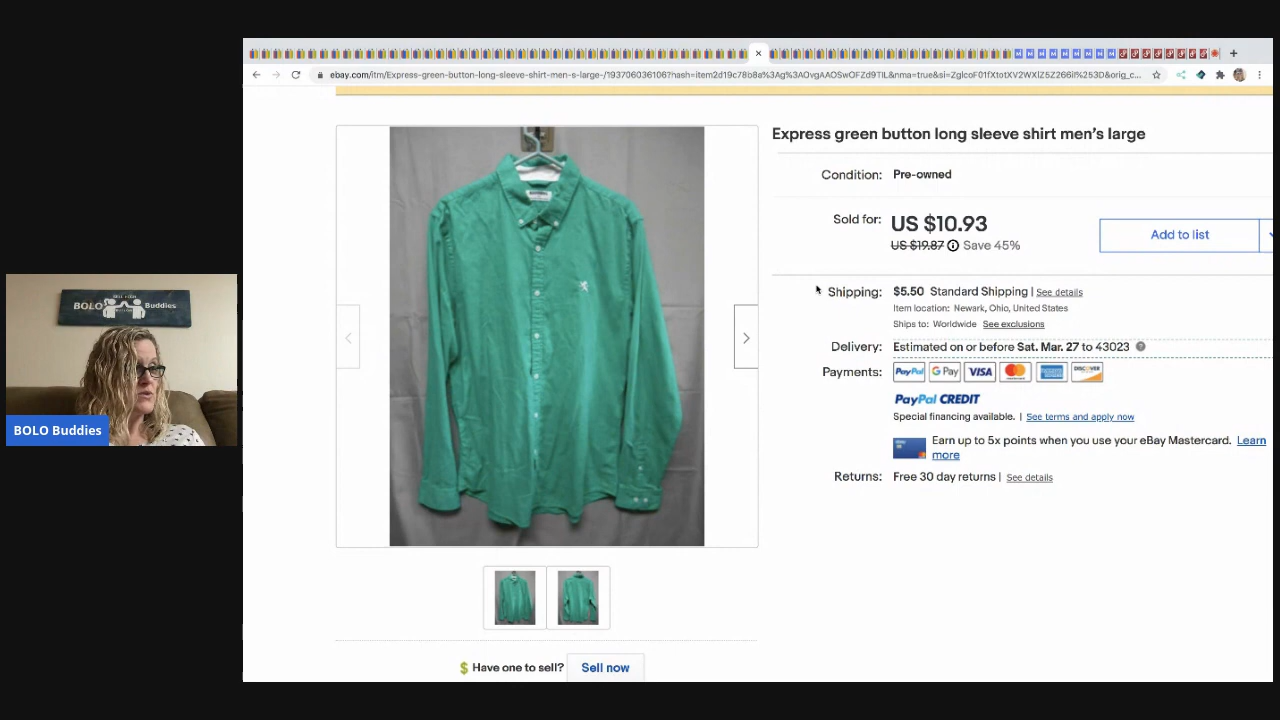 ebay.com/itm/Express-green-button-long-sleeve-shirt-men-s-large-/193706036106?hash=item2d19c78b8a%3Ag%3AOvgAAOSwOFZd9TIL&nma=true&si=ZglcoF01fXtotXV2WXlZ5Z266iI%253D&orig_c...
Express green button long sleeve shirt men's large
Condition: Pre-owned
Sold for: US $10.93
US $19.87 Save 45%
Add to list
Shipping: $5.50 Standard Shipping | See details
Item location: Newark, Ohio, United States
Ships to: Worldwide See exclusions
Delivery: Estimated on or before Sat. Mar. 27 to 43023
Payments: PayPal G Pay VISA
PayPal CREDIT
Special financing available. | See terms and apply now
Earn up to 5x points when you use your eBay Mastercard. Learn
more
Returns: Free 30 day returns | See details
Have one to sell? Sell now
BOLO Buddies
BOLO Buddies